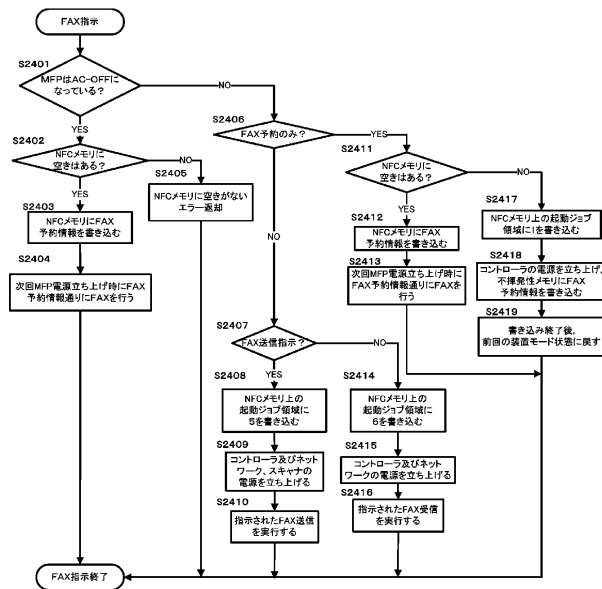 FAX指示
S2401
MFPはAC-OFFに
なっている?
NO
YES
S2402
NFCメモリに
空きはある?
NO
YES
S2403
NFCメモリにFAX
予約情報を書き込む
S2404
次回MFP電源立ち上げ時にFAX
予約情報通りにFAXを行う
S2405
NFCメモリに空きがない
エラー返却
S2406
FAX予約のみ?
YES
NO
S2411
NFCメモリに
空きはある?
NO
YES
S2412
NFCメモリにFAX
予約情報を書き込む
S2413
次回MFP電源立ち上げ時に
FAX予約情報通りにFAXを
行う
S2417
NFCメモリ上の起動ジョブ
領域に1を書き込む
S2418
コントローラの電源を立ち上げ、
不揮発性メモリにFAX
予約情報を書き込む
S2419
書き込み終了後、
前回の装置モード状態に戻す
S2407
FAX送信指示?
NO
YES
S2408
NFCメモリ上の
起動ジョブ領域に
5を書き込む
S2409
コントローラ及びネット
ワーク、スキャナの
電源を立ち上げる
S2410
指示されたFAX送信
を実行する
S2414
NFCメモリ上の
起動ジョブ領域に
6を書き込む
S2415
コントローラ及びネット
ワークの電源を立ち上げる
S2416
指示されたFAX受信
を実行する
FAX指示終了